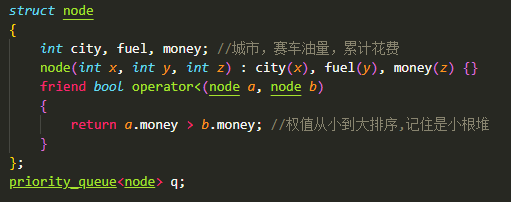 struct node
{
    int city, fuel, money; //城市，赛车油量，累计花费
    node(int x, int y, int z) : city(x), fuel(y), money(z) {}
    friend bool operator<(node a, node b)
    {
        return a.money > b.money; //权值从小到大排序,记住是小根堆
    }
};
priority_queue<node> q;